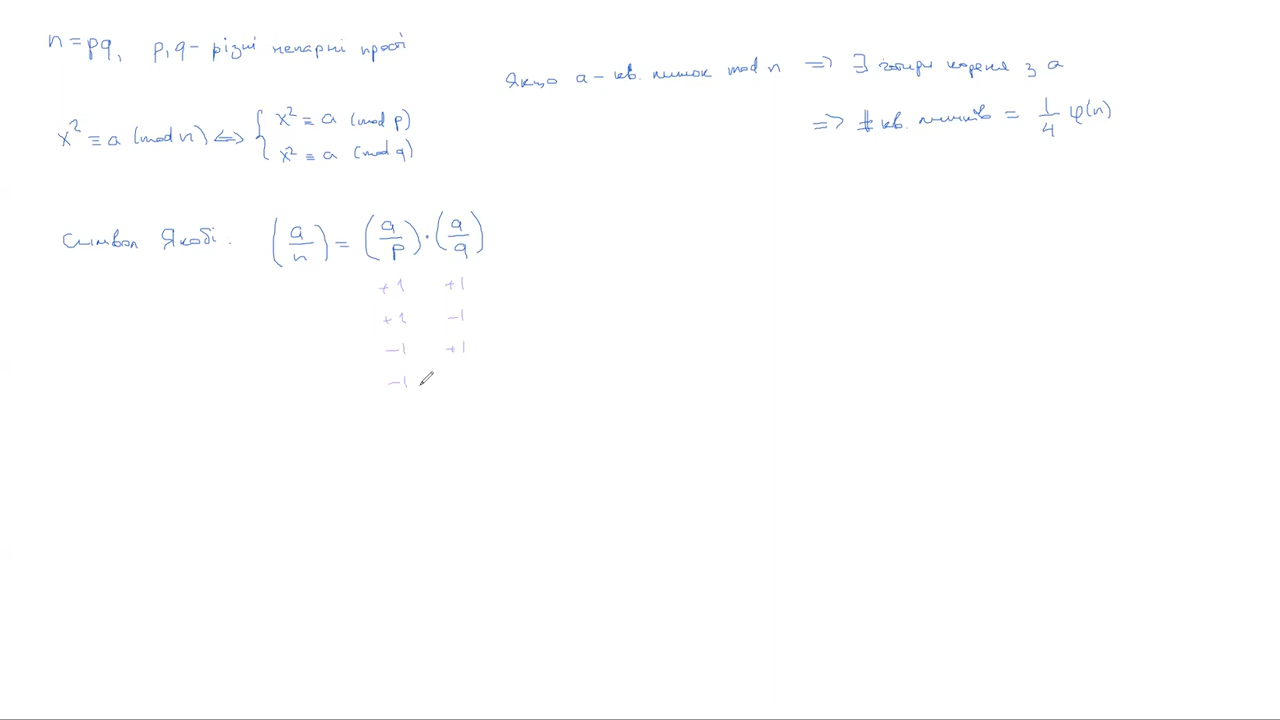 n = pq, p, q - різні непарні прості
Якщо a - кв. лишок mod n => ∃ чотири кореня з a
=> # кв. лишків = 1/4 φ(n)
x² ≡ a (mod n) <=> { x² ≡ a (mod p)
x² ≡ a (mod q)
Символ Якобі. (a/n) = (a/p) · (a/q)
+1 +1
+1 -1
-1 +1
-1